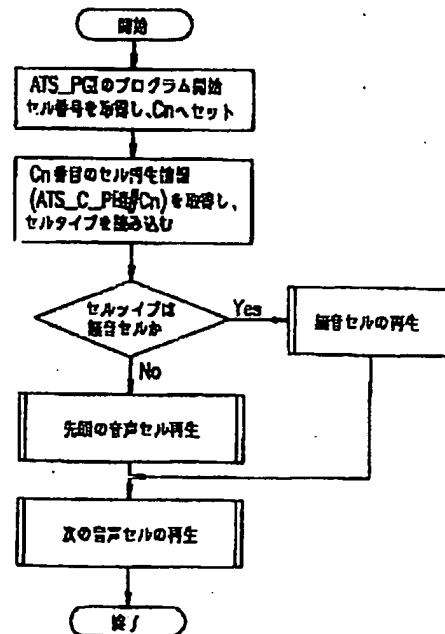 開始
ATS_PGIのプログラム開始
セル番号を取得し、Cnへセット
Cn番目のセル再生情報
(ATS_C_PBI#Cn)を取得し、
セルタイプを読み込む
セルタイプは
無音セルか
Yes
無音セルの再生
No
先頭の音声セル再生
次の音声セルの再生
終了